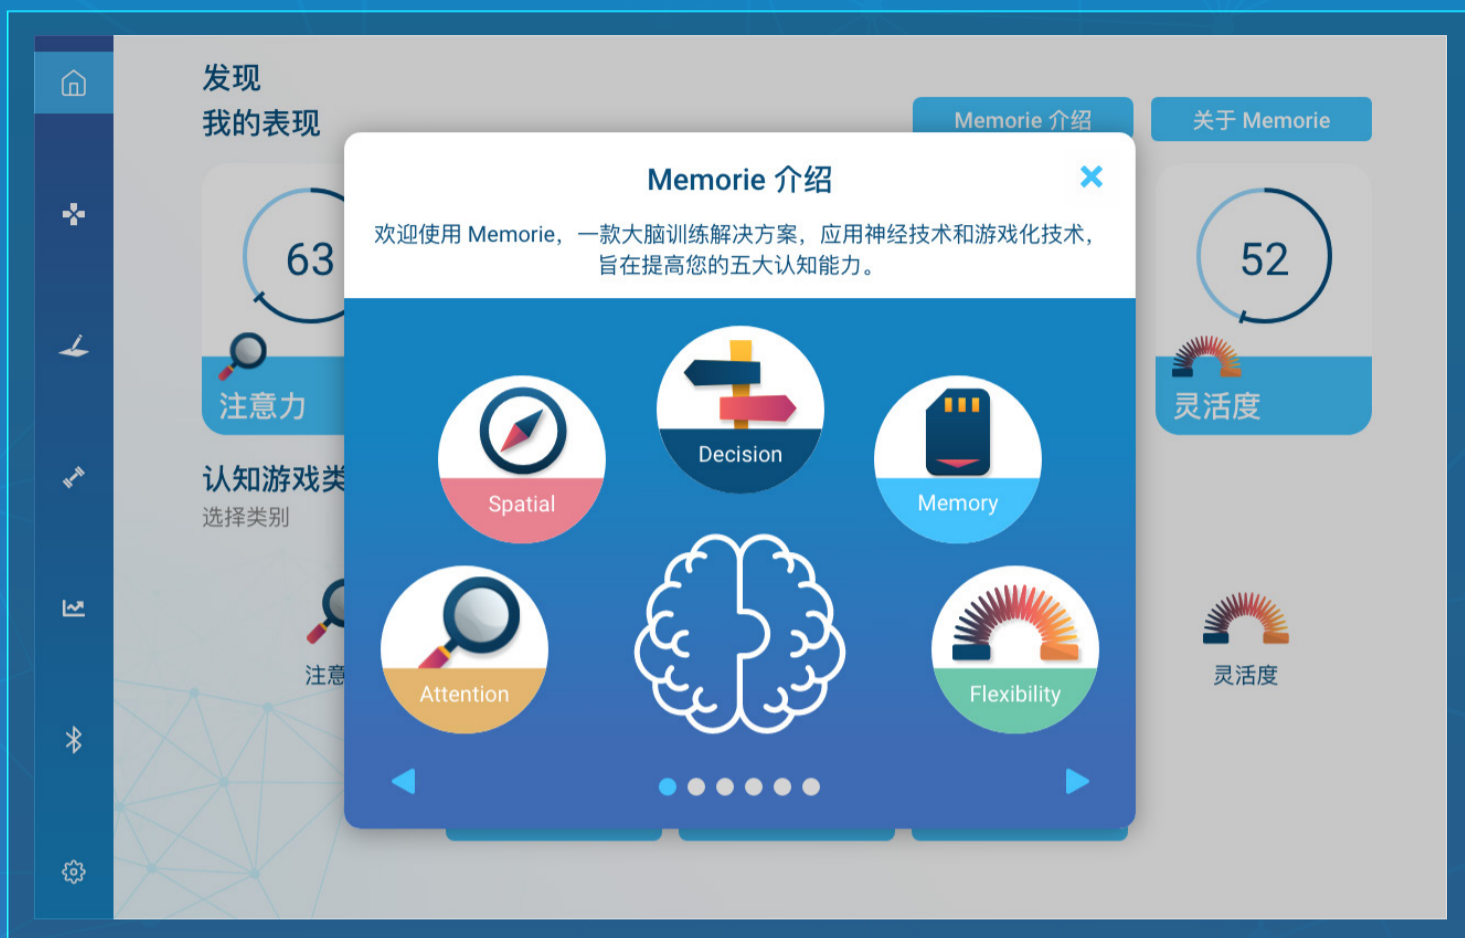 发现
我的表现
Memorie 介绍
关于 Memorie
63
注意力
52
灵活度
认知游戏类
选择类别
注意
灵活度
Memorie 介绍
欢迎使用 Memorie，一款大脑训练解决方案，应用神经技术和游戏化技术，
旨在提高您的五大认知能力。
Decision
Spatial
Memory
Attention
Flexibility